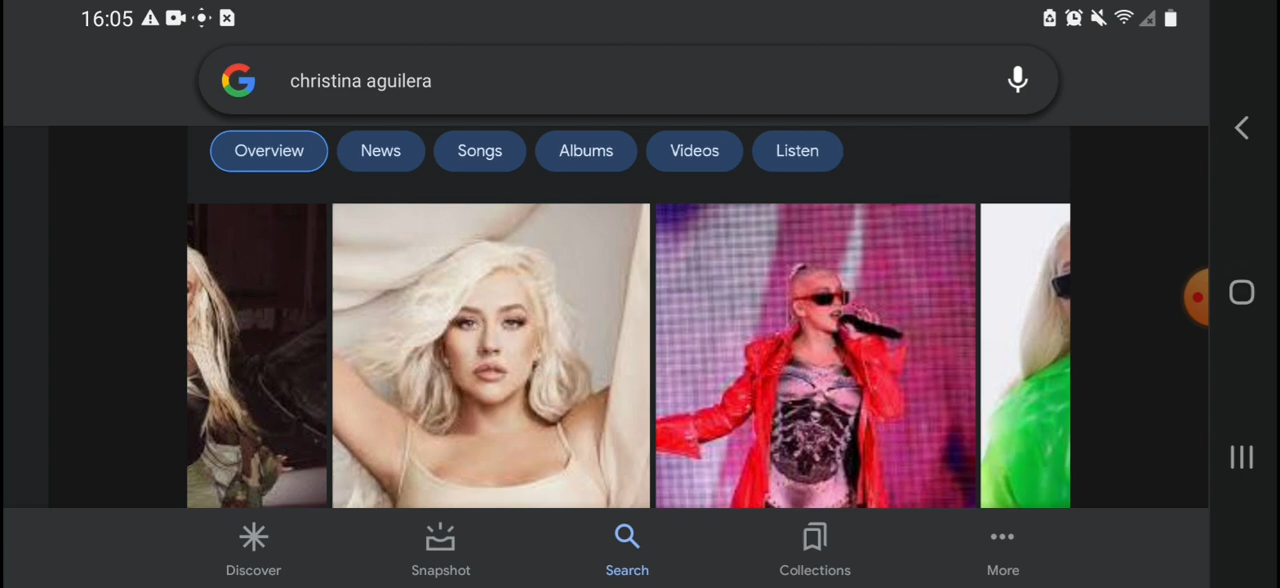 16:05
christina aguilera
Overview News Songs Albums Videos Listen
Discover Snapshot Search Collections More